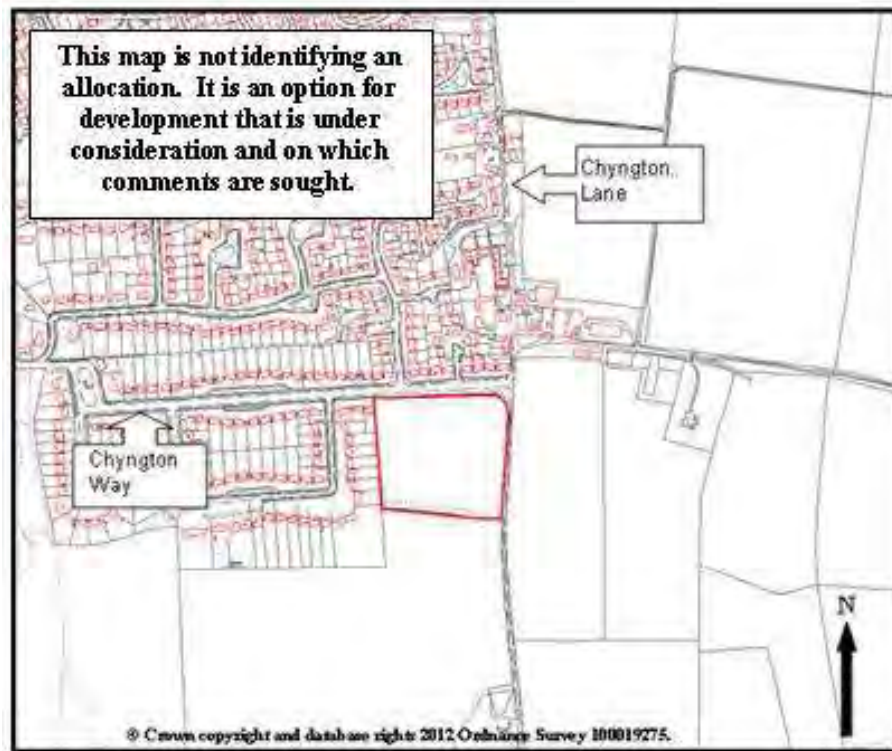 This map is not identifying an
allocation. It is an option for
development that is under
consideration and on which
comments are sought.
Chyngton
Lane
Chyngton
Way
N
© Crown copyright and database rights 2012 Ordnance Survey 100019275.